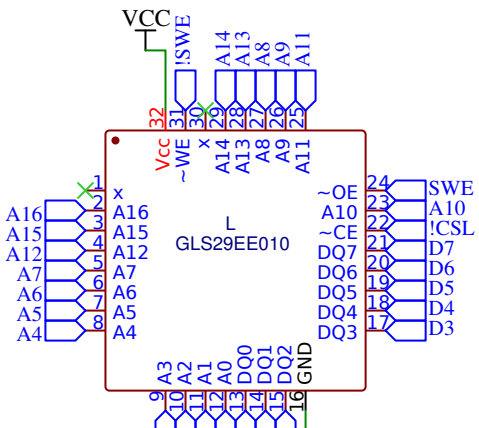 VCC
!SWE
A14
A13
A8
A9
A11
32
31
30
29
28
27
26
25
Vcc
~WE
x
A14
A13
A8
A9
A11
1 x
A16 2 A16
A15 3 A15
A12 4 A12
A7 5 A7
A6 6 A6
A5 7 A5
A4 8 A4
L
GLS29EE010
~OE 24 SWE
A10 23 A10
~CE 22 !CSL
DQ7 21 D7
DQ6 20 D6
DQ5 19 D5
DQ4 18 D4
DQ3 17 D3
A3
A2
A1
A0
DQ0
DQ1
DQ2
GND
9
10
11
12
13
14
15
16